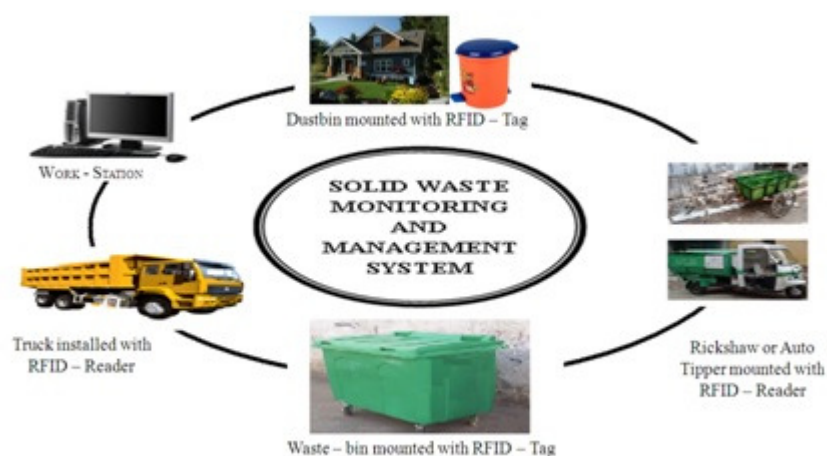 Dustbin mounted with RFID – Tag
WORK - STATION
SOLID WASTE
MONITORING
AND
MANAGEMENT
SYSTEM
Truck installed with
RFID – Reader
Rickshaw or Auto
Tipper mounted with
RFID – Reader
Waste – bin mounted with RFID – Tag